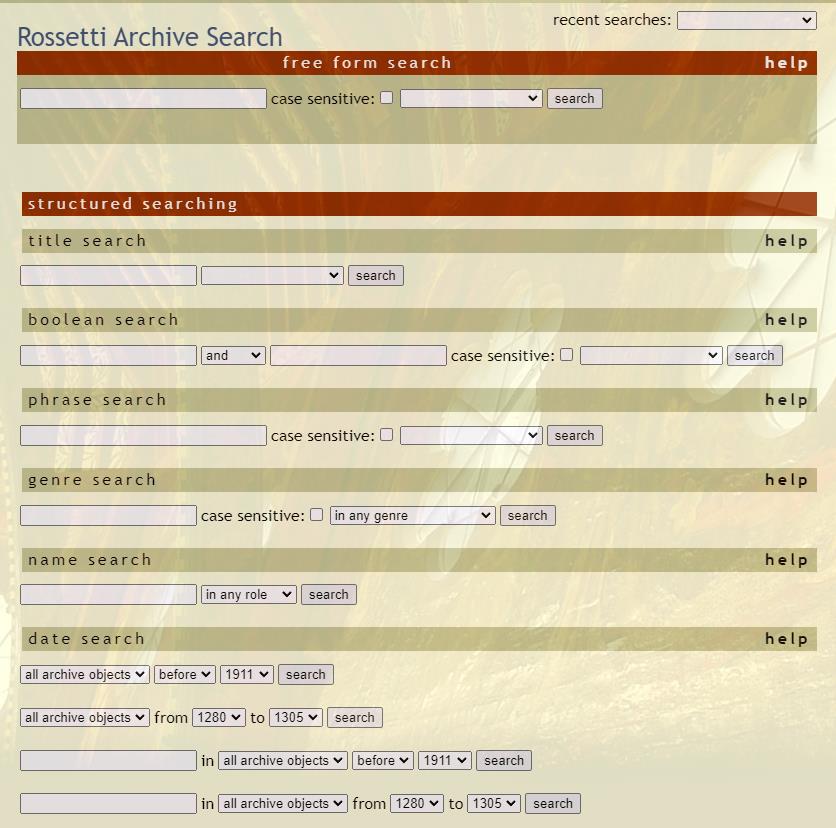 recent searches:
Rossetti Archive Search
free form search help
case sensitive: search
structured searching
title search help
search
boolean search help
and case sensitive: search
phrase search help
case sensitive: search
genre search help
case sensitive: in any genre search
name search help
in any role search
date search help
all archive objects before 1911 search
all archive objects from 1280 to 1305 search
in all archive objects before 1911 search
in all archive objects from 1280 to 1305 search